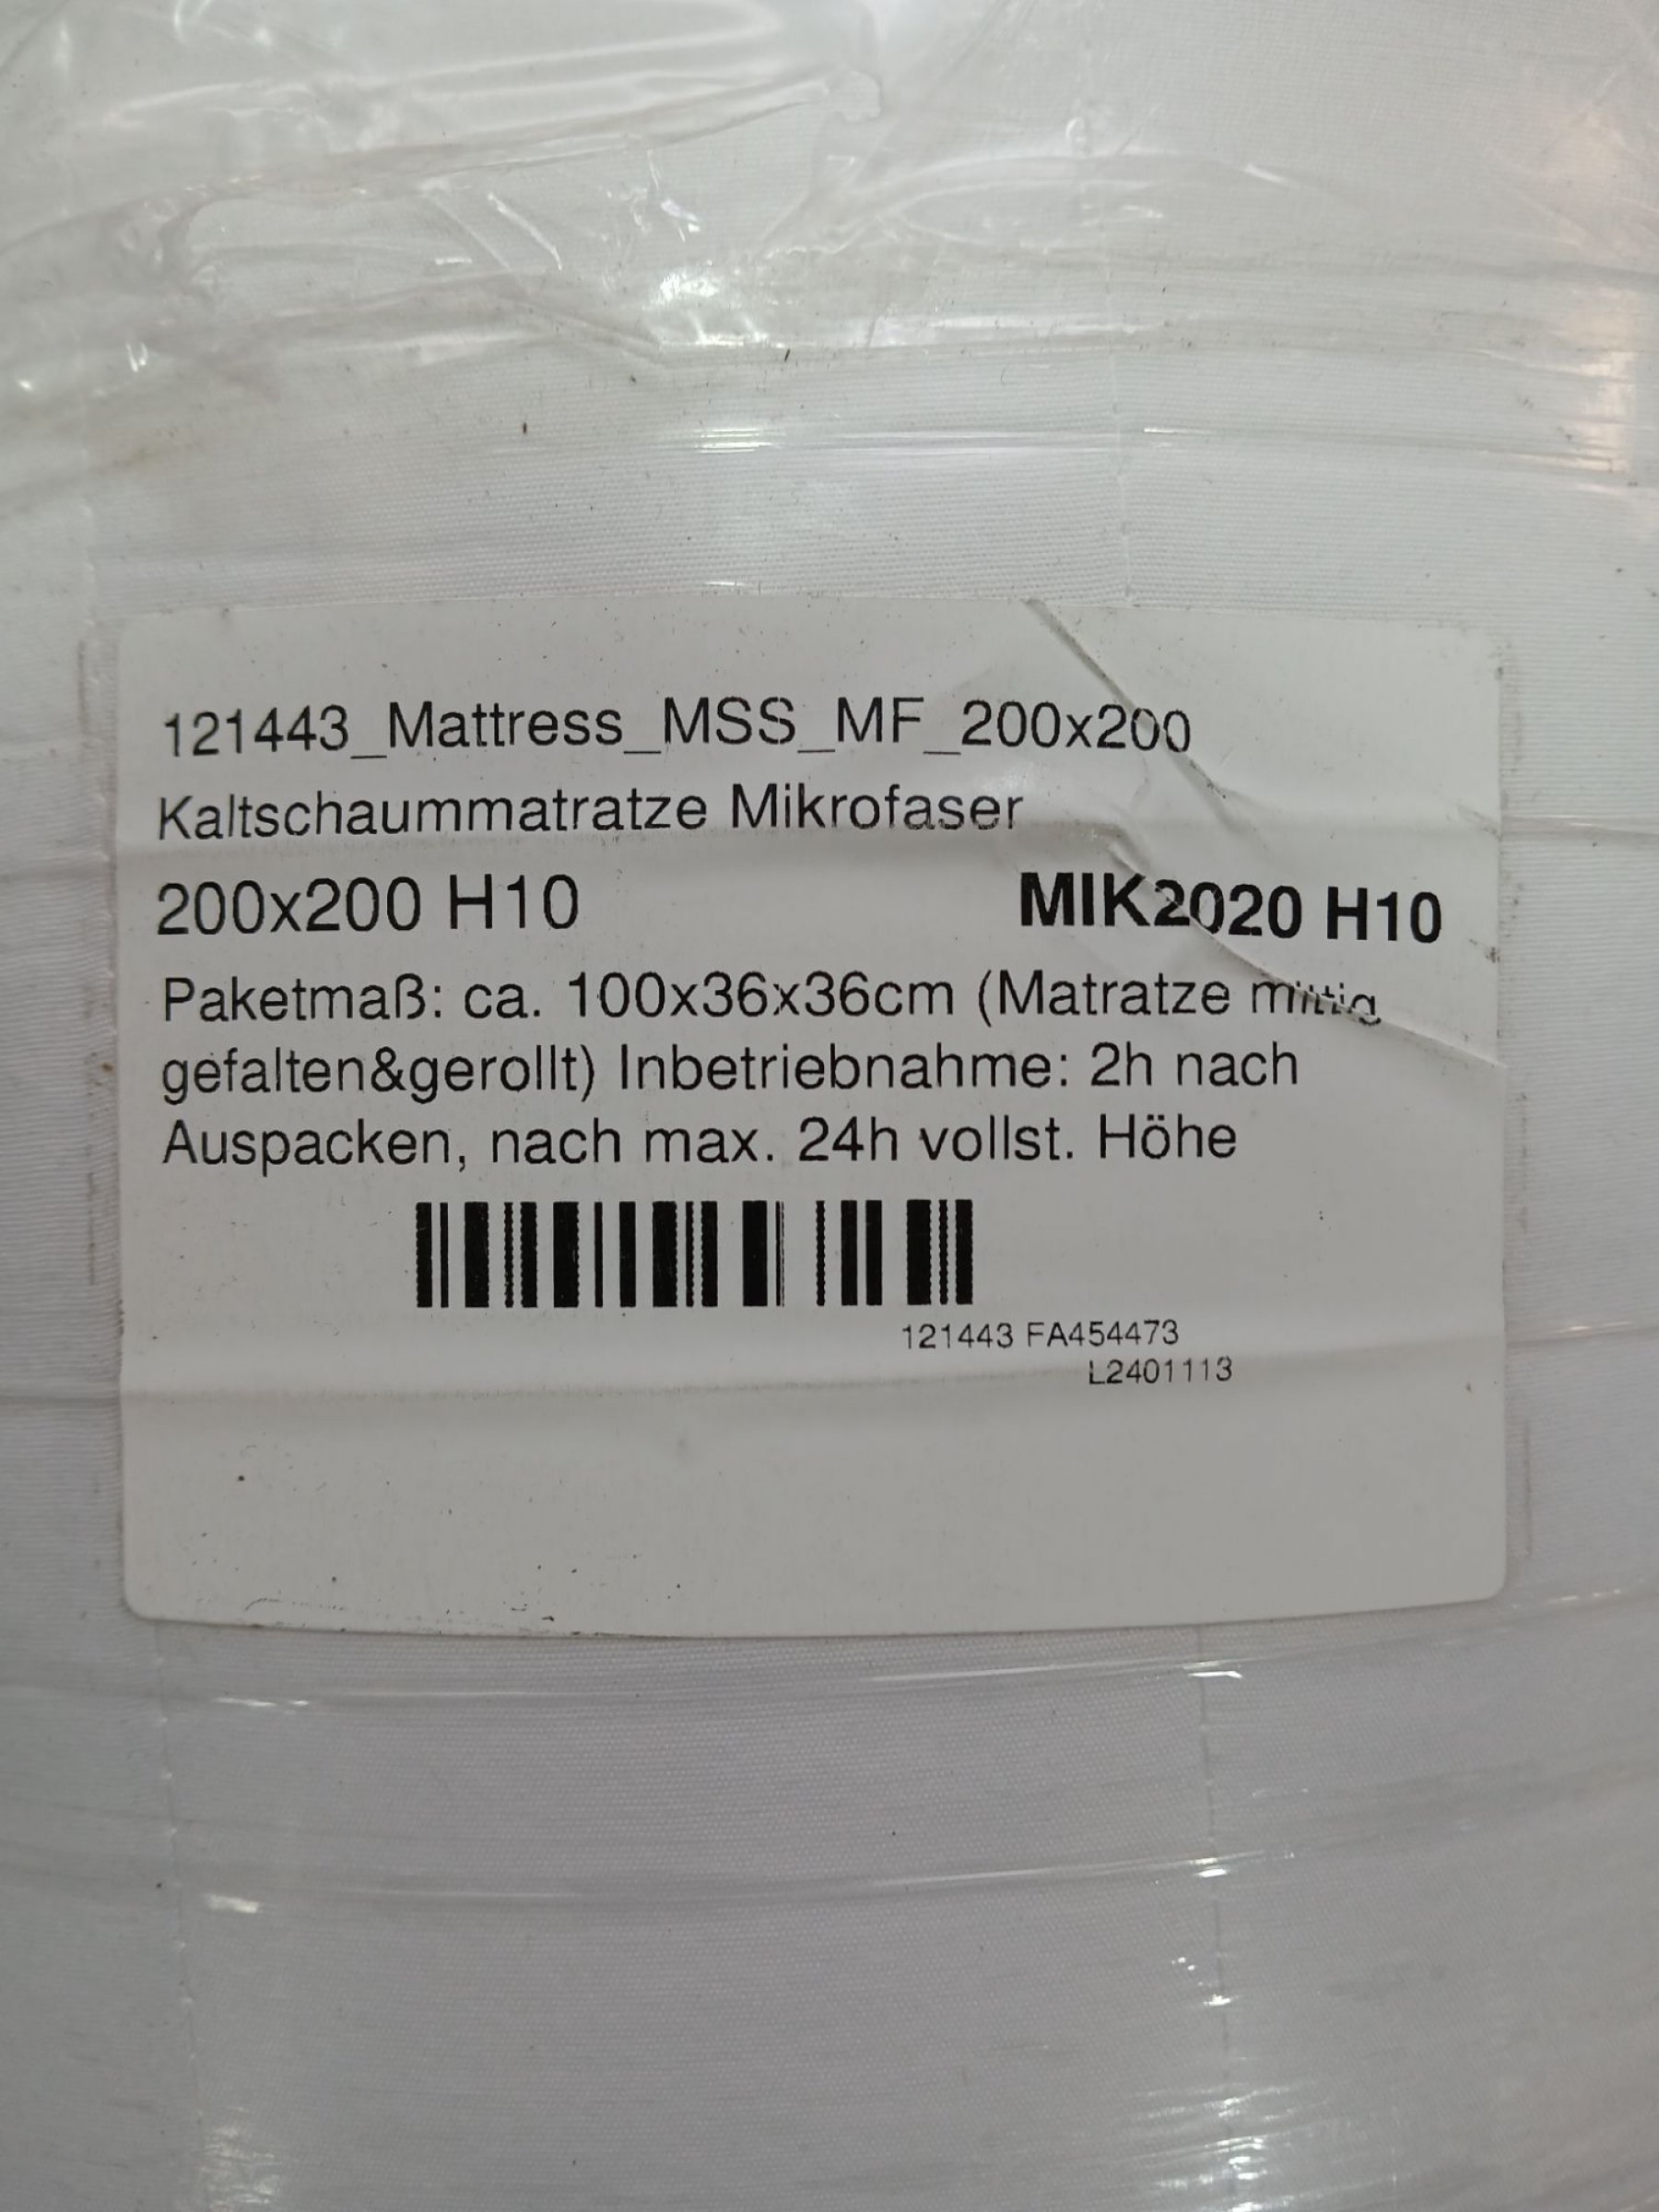 121443_Mattress_MSS_MF_200x200
Kaltschaummatratze Mikrofaser
200x200 H10 MIK2020 H10
Paketmaß: ca. 100x36x36cm (Matratze mittig
gefalten&gerollt) Inbetriebnahme: 2h nach
Auspacken, nach max. 24h vollst. Höhe
121443 FA454473
L2401113